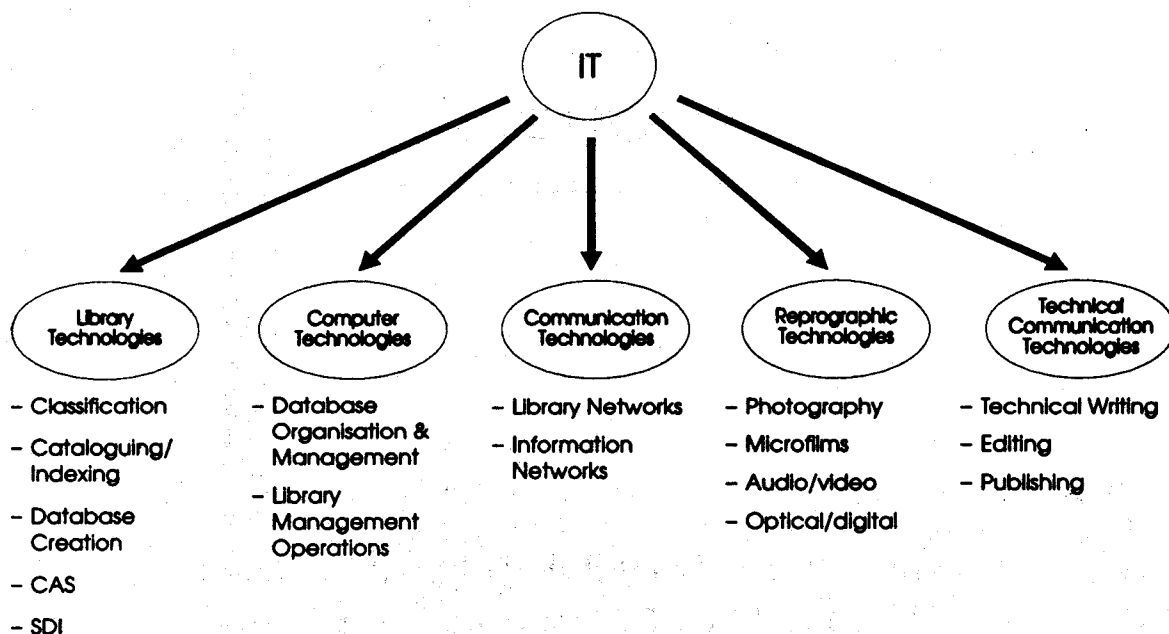 IT
Library
Technologies
– Classification
– Cataloguing/
Indexing
– Database
Creation
– CAS
– SDI
Computer
Technologies
– Database
Organisation &
Management
– Library
Management
Operations
Communication
Technologies
– Library Networks
– Information
Networks
Reprographic
Technologies
– Photography
– Microfilms
– Audio/video
– Optical/digital
Technical
Communication
Technologies
– Technical Writing
– Editing
– Publishing